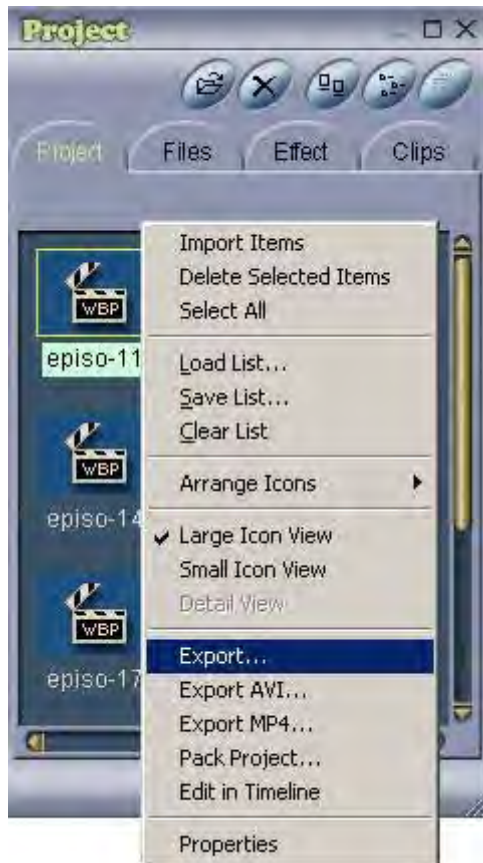 Project
Project Files Effect Clips
WBP
episo-11
WBP
episo-14
WBP
episo-17
Import Items
Delete Selected Items
Select All
Load List...
Save List...
Clear List
Arrange Icons
Large Icon View
Small Icon View
Detail View
Export...
Export AVI...
Export MP4...
Pack Project...
Edit in Timeline
Properties